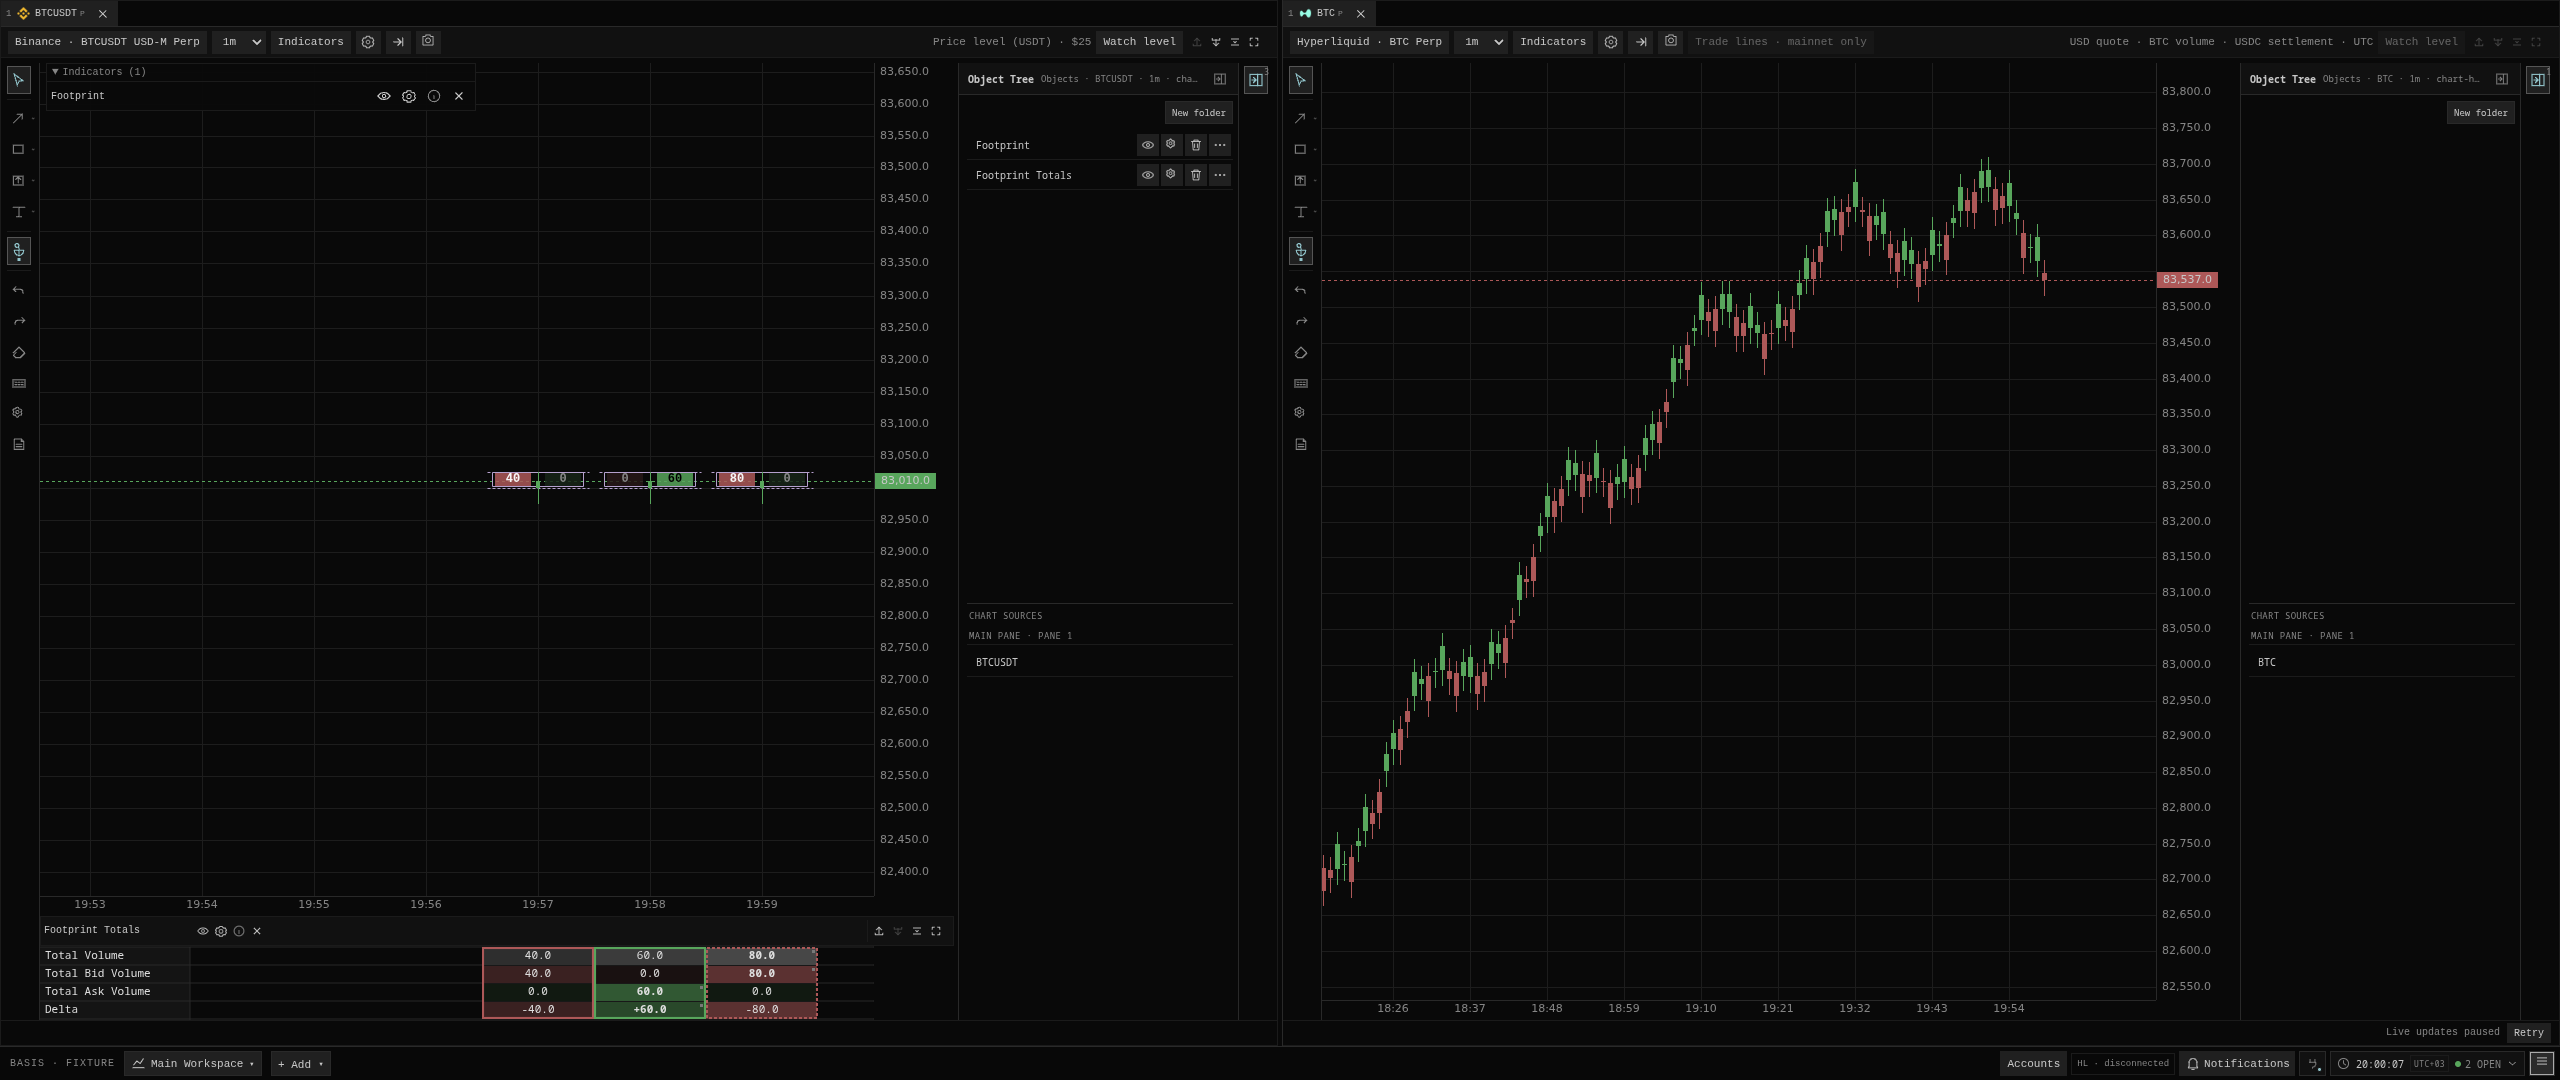 1 BTCUSDT P
Binance · BTCUSDT USD-M Perp 1m Indicators Price level (USDT) · $25 Watch level
▼ Indicators (1)
Footprint
83,650.0
83,600.0
83,550.0
83,500.0
83,450.0
83,400.0
83,350.0
83,300.0
83,250.0
83,200.0
83,150.0
83,100.0
83,050.0
83,010.0
82,950.0
82,900.0
82,850.0
82,800.0
82,750.0
82,700.0
82,650.0
82,600.0
82,550.0
82,500.0
82,450.0
82,400.0
40 0 0 60 80 0
19:53 19:54 19:55 19:56 19:57 19:58 19:59
Footprint Totals
Total Volume 40.0 60.0 80.0
Total Bid Volume 40.0 0.0 80.0
Total Ask Volume 0.0 60.0 0.0
Delta -40.0 +60.0 -80.0
Object Tree Objects · BTCUSDT · 1m · cha…
New folder
Footprint
Footprint Totals
CHART SOURCES
MAIN PANE · PANE 1
BTCUSDT
1 BTC P
Hyperliquid · BTC Perp 1m Indicators Trade lines · mainnet only USD quote · BTC volume · USDC settlement · UTC Watch level
83,800.0
83,750.0
83,700.0
83,650.0
83,600.0
83,537.0
83,500.0
83,450.0
83,400.0
83,350.0
83,300.0
83,250.0
83,200.0
83,150.0
83,100.0
83,050.0
83,000.0
82,950.0
82,900.0
82,850.0
82,800.0
82,750.0
82,700.0
82,650.0
82,600.0
82,550.0
18:26 18:37 18:48 18:59 19:10 19:21 19:32 19:43 19:54
Object Tree Objects · BTC · 1m · chart-h…
New folder
CHART SOURCES
MAIN PANE · PANE 1
BTC
Live updates paused Retry
BASIS · FIXTURE Main Workspace + Add Accounts HL · disconnected Notifications 20:00:07 UTC+03 2 OPEN